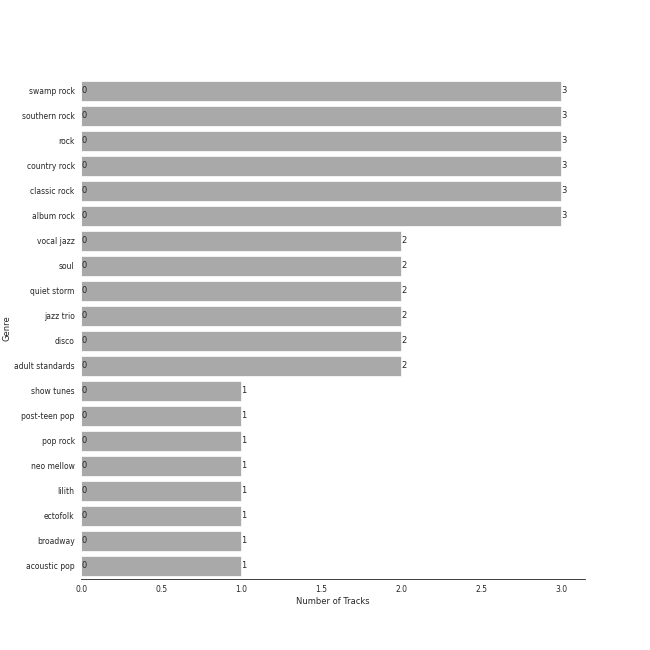 swamp rock 0 3
southern rock 0 3
rock 0 3
country rock 0 3
classic rock 0 3
album rock 0 3
vocal jazz 0 2
soul 0 2
quiet storm 0 2
jazz trio 0 2
disco 0 2
adult standards 0 2
show tunes 0 1
post-teen pop 0 1
pop rock 0 1
neo mellow 0 1
lilith 0 1
ectofolk 0 1
broadway 0 1
acoustic pop 0 1
Genre
0.0 0.5 1.0 1.5 2.0 2.5 3.0
Number of Tracks